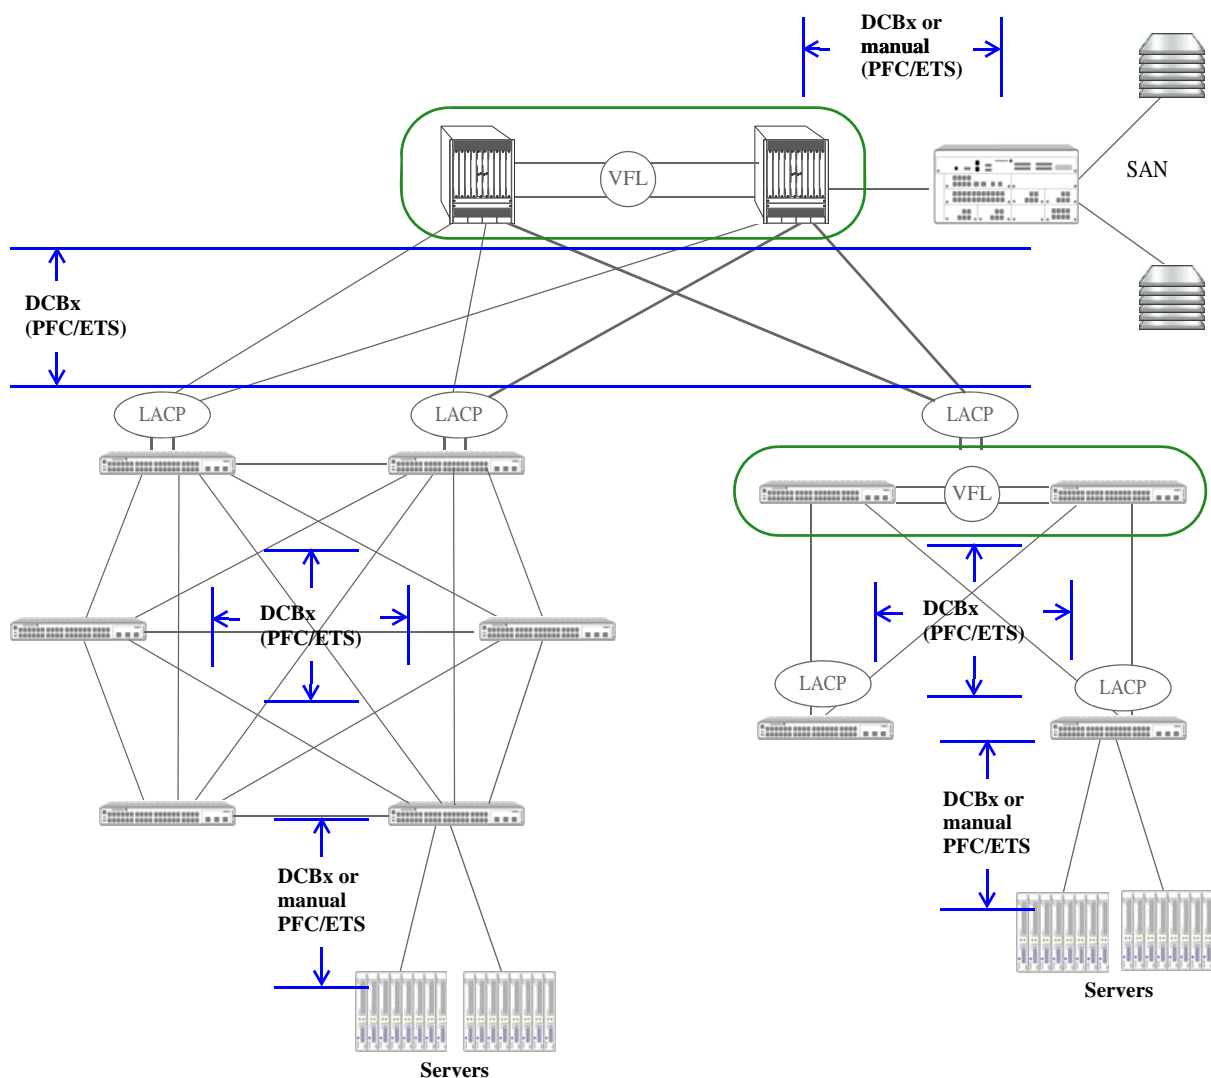 DCBx or
manual
(PFC/ETS)
VFL
SAN
DCBx
(PFC/ETS)
LACP
LACP
LACP
VFL
DCBx
(PFC/ETS)
DCBx
(PFC/ETS)
LACP
LACP
DCBx or
manual
PFC/ETS
DCBx or
manual
PFC/ETS
Servers
Servers